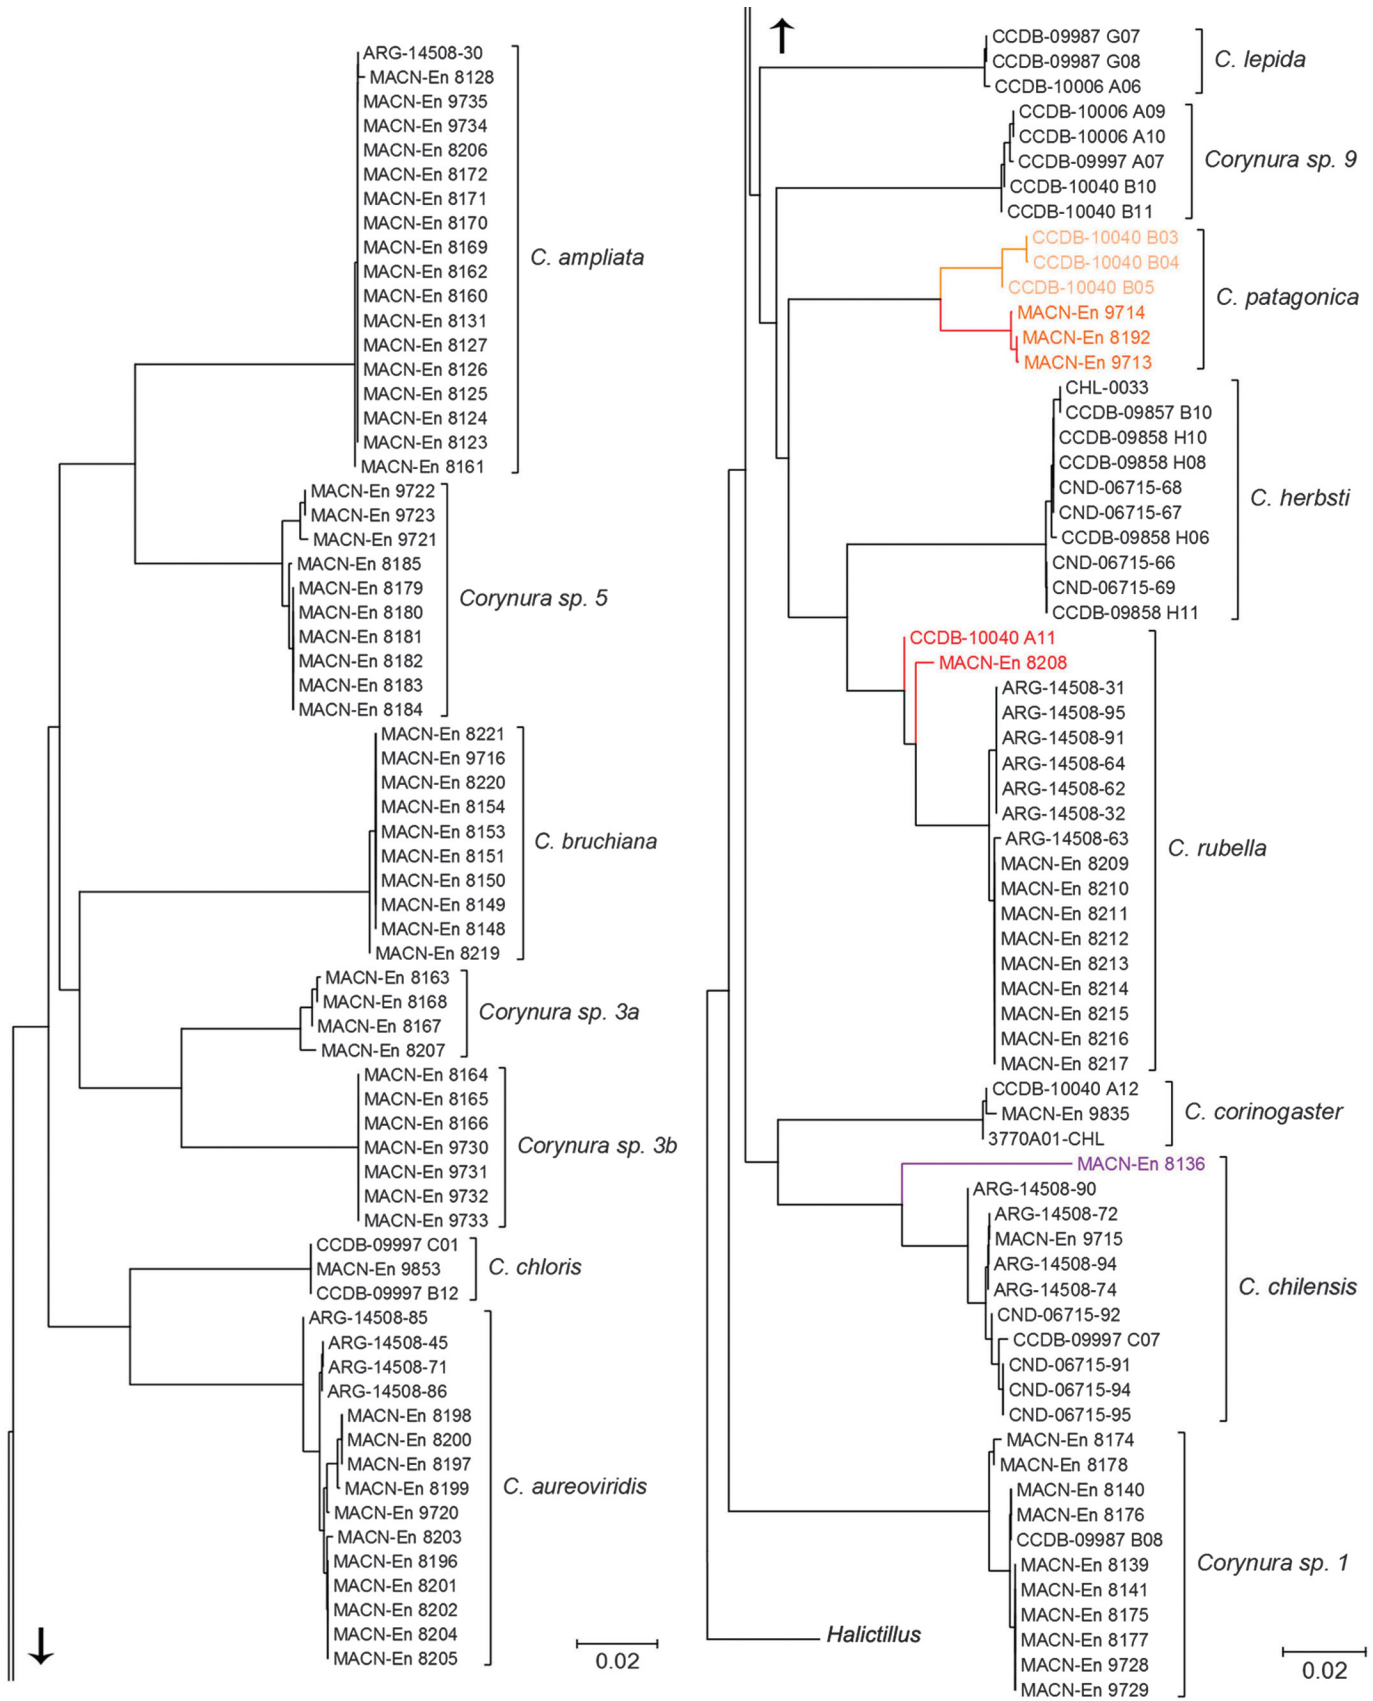 ARG-14508-30
MACN-En 8128
MACN-En 9735
MACN-En 9734
MACN-En 8206
MACN-En 8172
MACN-En 8171
MACN-En 8170
MACN-En 8169
MACN-En 8162
MACN-En 8160
MACN-En 8131
MACN-En 8127
MACN-En 8126
MACN-En 8125
MACN-En 8124
MACN-En 8123
MACN-En 8161
C. ampliata
MACN-En 9722
MACN-En 9723
MACN-En 9721
MACN-En 8185
MACN-En 8179
MACN-En 8180
MACN-En 8181
MACN-En 8182
MACN-En 8183
MACN-En 8184
Corynura sp. 5
MACN-En 8221
MACN-En 9716
MACN-En 8220
MACN-En 8154
MACN-En 8153
MACN-En 8151
MACN-En 8150
MACN-En 8149
MACN-En 8148
MACN-En 8219
C. bruchiana
MACN-En 8163
MACN-En 8168
MACN-En 8167
MACN-En 8207
Corynura sp. 3a
MACN-En 8164
MACN-En 8165
MACN-En 8166
MACN-En 9730
MACN-En 9731
MACN-En 9732
MACN-En 9733
Corynura sp. 3b
CCDB-09997 C01
MACN-En 9853
CCDB-09997 B12
C. chloris
ARG-14508-85
ARG-14508-45
ARG-14508-71
ARG-14508-86
MACN-En 8198
MACN-En 8200
MACN-En 8197
MACN-En 8199
MACN-En 9720
MACN-En 8203
MACN-En 8196
MACN-En 8201
MACN-En 8202
MACN-En 8204
MACN-En 8205
C. aureoviridis
0.02
CCDB-09987 G07
CCDB-09987 G08
CCDB-10006 A06
C. lepida
CCDB-10006 A09
CCDB-10006 A10
CCDB-09997 A07
CCDB-10040 B10
CCDB-10040 B11
Corynura sp. 9
CCDB-10040 B03
CCDB-10040 B04
CCDB-10040 B05
MACN-En 9714
MACN-En 8192
MACN-En 9713
C. patagonica
CHL-0033
CCDB-09857 B10
CCDB-09858 H10
CCDB-09858 H08
CND-06715-68
CND-06715-67
CCDB-09858 H06
CND-06715-66
CND-06715-69
CCDB-09858 H11
C. herbsti
CCDB-10040 A11
MACN-En 8208
ARG-14508-31
ARG-14508-95
ARG-14508-91
ARG-14508-64
ARG-14508-62
ARG-14508-32
ARG-14508-63
MACN-En 8209
MACN-En 8210
MACN-En 8211
MACN-En 8212
MACN-En 8213
MACN-En 8214
MACN-En 8215
MACN-En 8216
MACN-En 8217
C. rubella
CCDB-10040 A12
MACN-En 9835
3770A01-CHL
C. corinogaster
MACN-En 8136
ARG-14508-90
ARG-14508-72
MACN-En 9715
ARG-14508-94
ARG-14508-74
CND-06715-92
CCDB-09997 C07
CND-06715-91
CND-06715-94
CND-06715-95
C. chilensis
MACN-En 8174
MACN-En 8178
MACN-En 8140
MACN-En 8176
CCDB-09987 B08
MACN-En 8139
MACN-En 8141
MACN-En 8175
MACN-En 8177
MACN-En 9728
MACN-En 9729
Corynura sp. 1
Halictillus
0.02